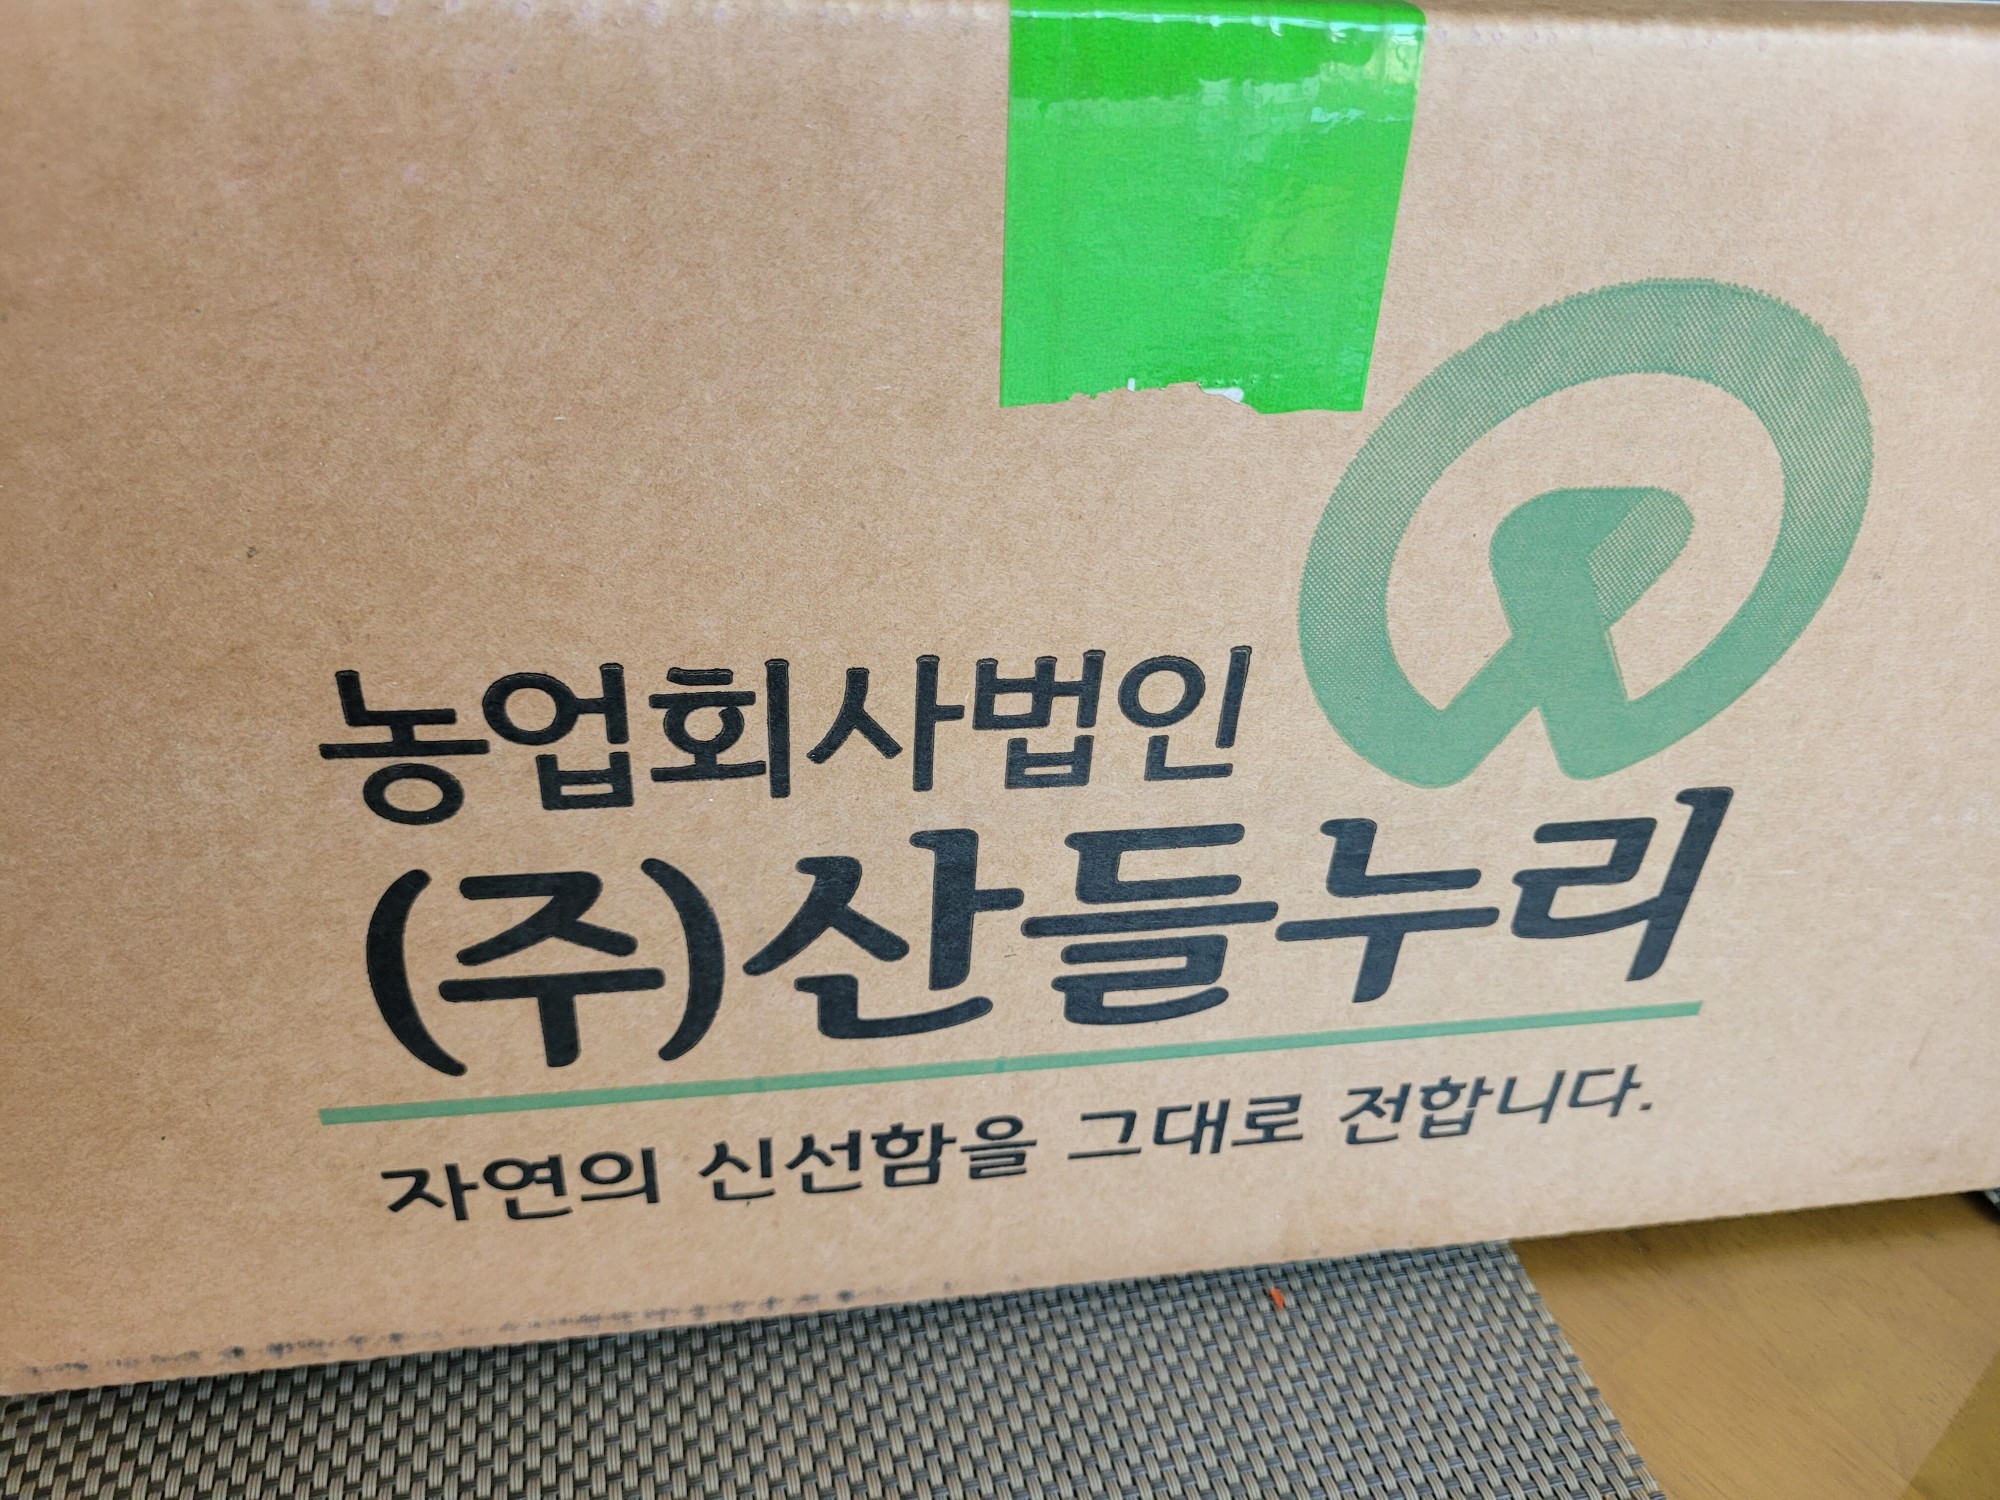 농업회사법인
(주)산들누리
자연의 신선함을 그대로 전합니다.